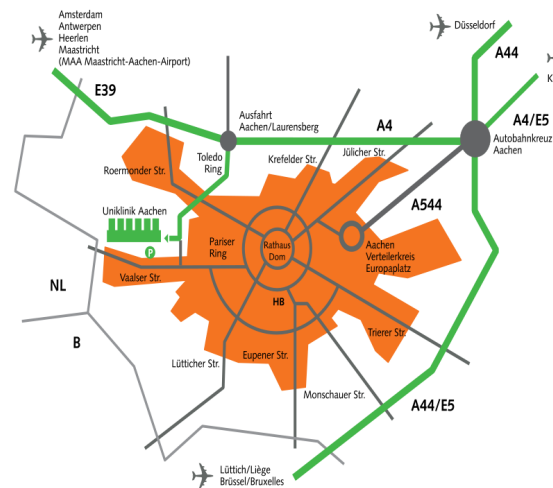 Amsterdam
Antwerpen
Heerlen
Maastricht
(MAA Maastricht-Aachen-Airport)
Düsseldorf
A44
K
E39
A4/E5
Ausfahrt
Aachen/Laurensberg
A4
Autobahnkreuz
Aachen
Toledo
Ring
Krefelder Str.
Jülicher Str.
Roermonder Str.
A544
Uniklinik Aachen
P
Pariser
Ring
Rathaus
Dom
Aachen
Verteilerkreis
Europaplatz
Vaalser Str.
NL
HB
B
Trierer Str.
Lütticher Str.
Eupener Str.
Monschauer Str.
A44/E5
Lüttich/Liège
Brüssel/Bruxelles